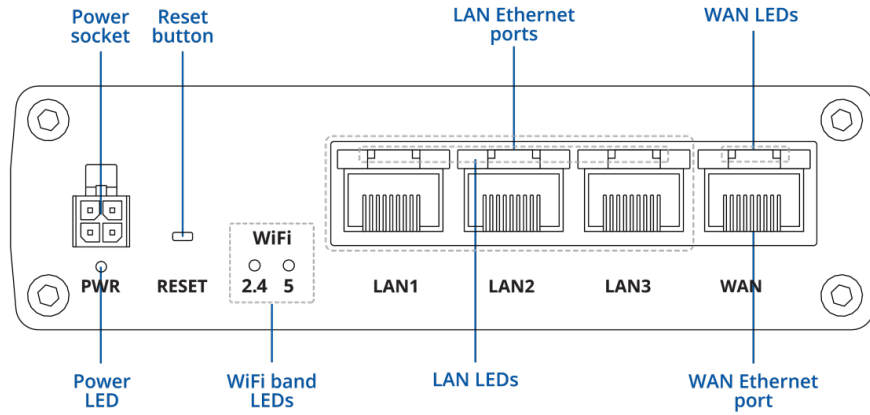 Power
socket
Reset
button
LAN Ethernet
ports
WAN LEDs
WiFi
PWR
RESET
2.4 5
LAN1
LAN2
LAN3
WAN
Power
LED
WiFi band
LEDs
LAN LEDs
WAN Ethernet
port